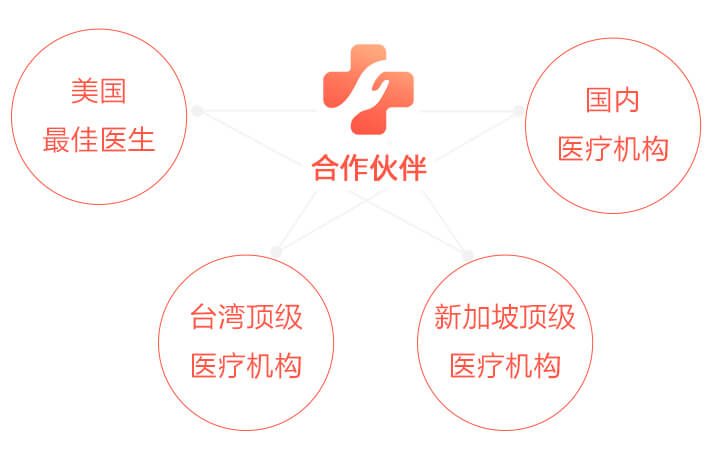 美国
最佳医生
合作伙伴
国内
医疗机构
台湾顶级
医疗机构
新加坡顶级
医疗机构